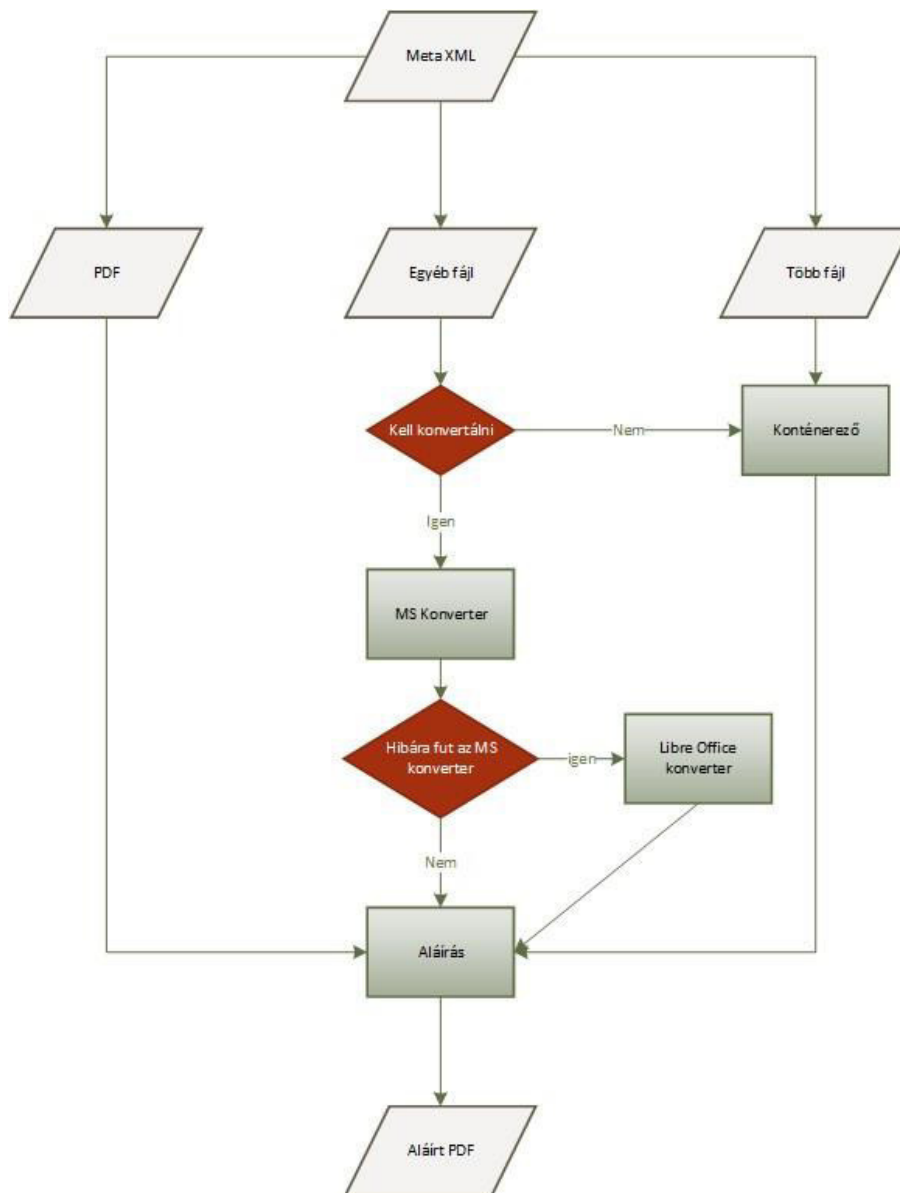 Meta XML
PDF
Egyéb fájl
Több fájl
Kell konvertálni
Nem
Konténerező
Igen
MS Konverter
Hibára fut az MS
konverter
igen
Libre Office
konverter
Nem
Aláírás
Aláírt PDF